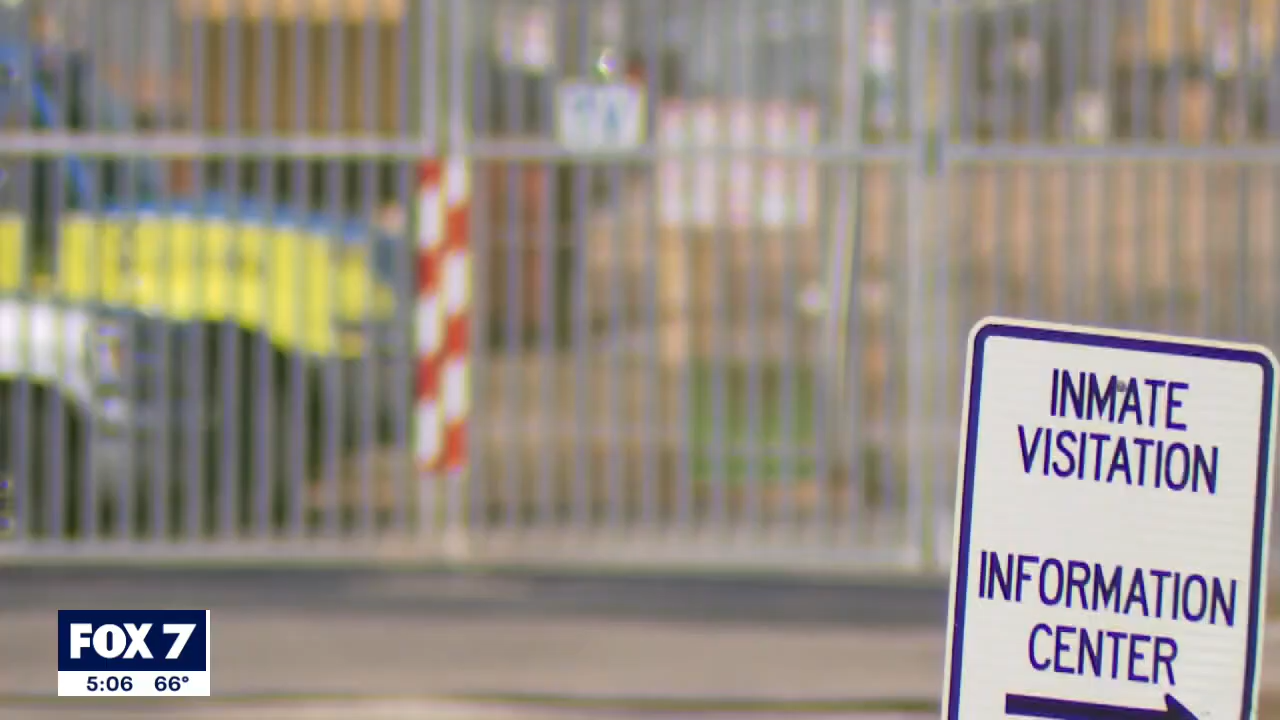 INMATE
VISITATION
INFORMATION
CENTER
FOX 7
5:06 66°